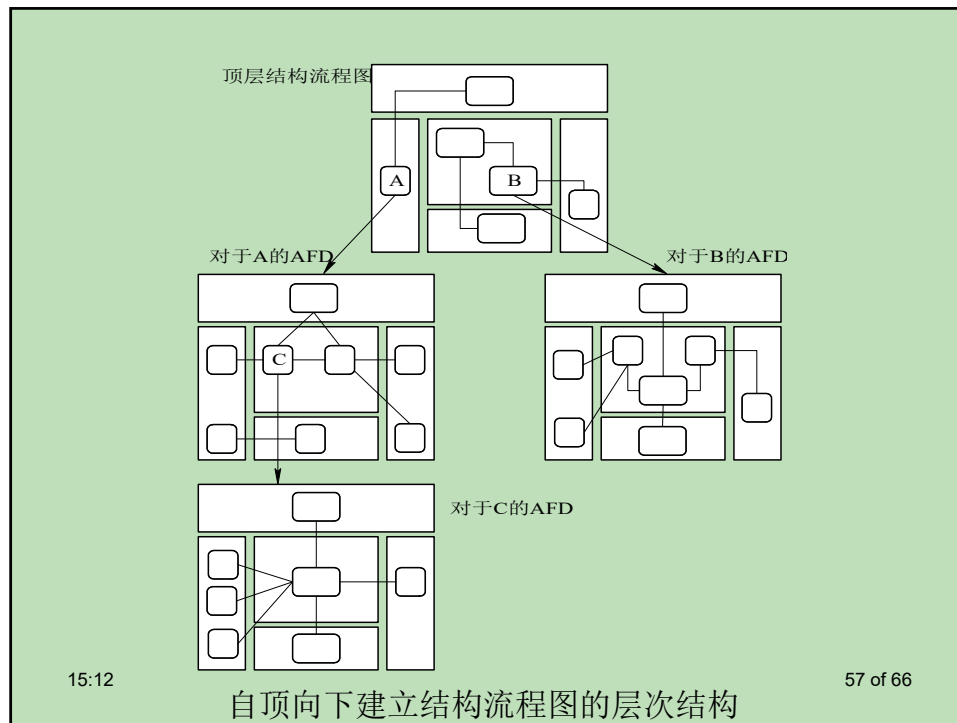 顶层结构流程图
A
B
对于A的AFD
对于B的AFD
C
对于C的AFD
15:12
57 of 66
自顶向下建立结构流程图的层次结构